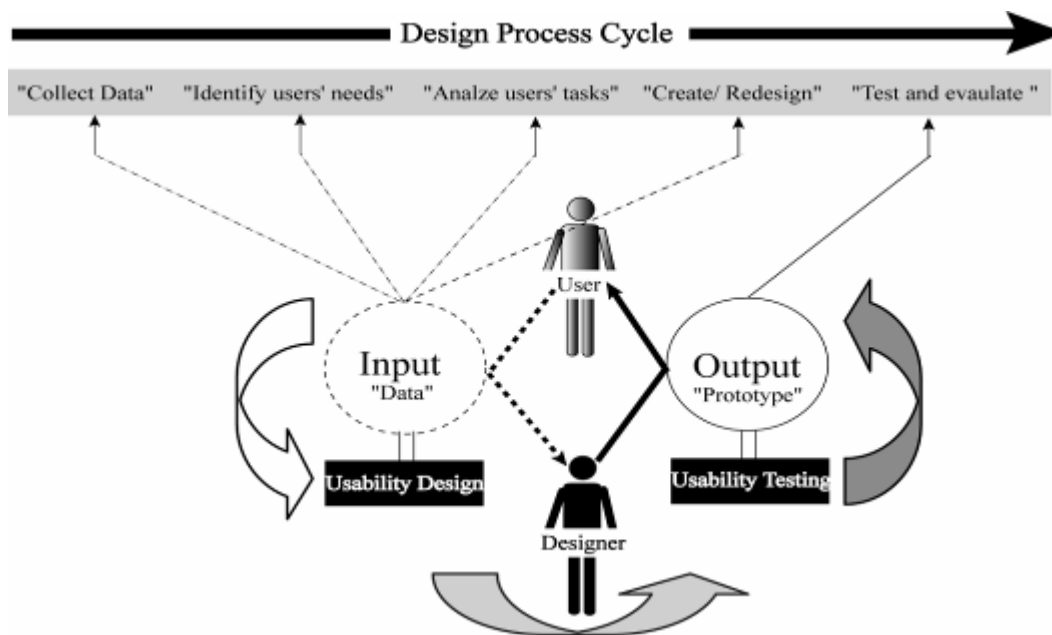 Design Process Cycle
"Collect Data" "Identify users' needs" "Analze users' tasks" "Create/ Redesign" "Test and evaulate "
User
Input
"Data"
Output
"Prototype"
Usability Design
Usability Testing
Designer